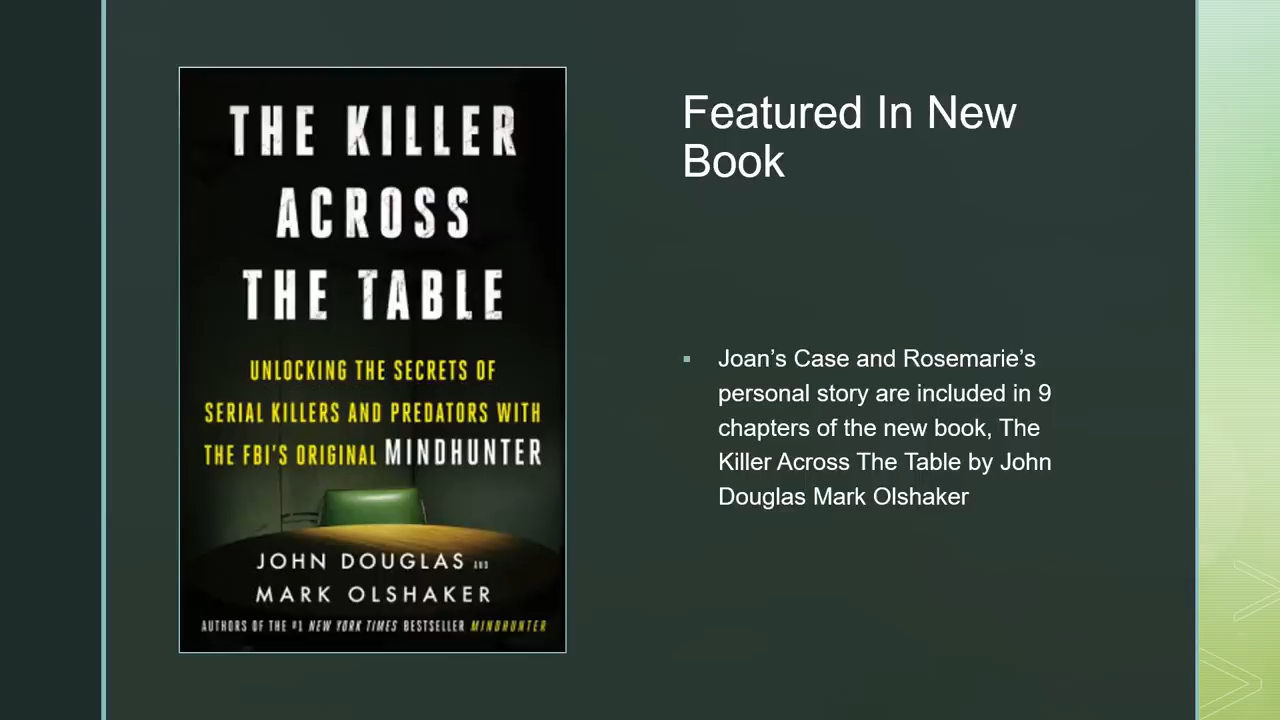 THE KILLER
ACROSS
THE TABLE
UNLOCKING THE SECRETS OF
SERIAL KILLERS AND PREDATORS WITH
THE FBI'S ORIGINAL MINDHUNTER
JOHN DOUGLAS AND
MARK OLSHAKER
AUTHORS OF THE #1 NEW YORK TIMES BESTSELLER MINDHUNTER
Featured In New
Book
▪ Joan’s Case and Rosemarie’s
personal story are included in 9
chapters of the new book, The
Killer Across The Table by John
Douglas Mark Olshaker